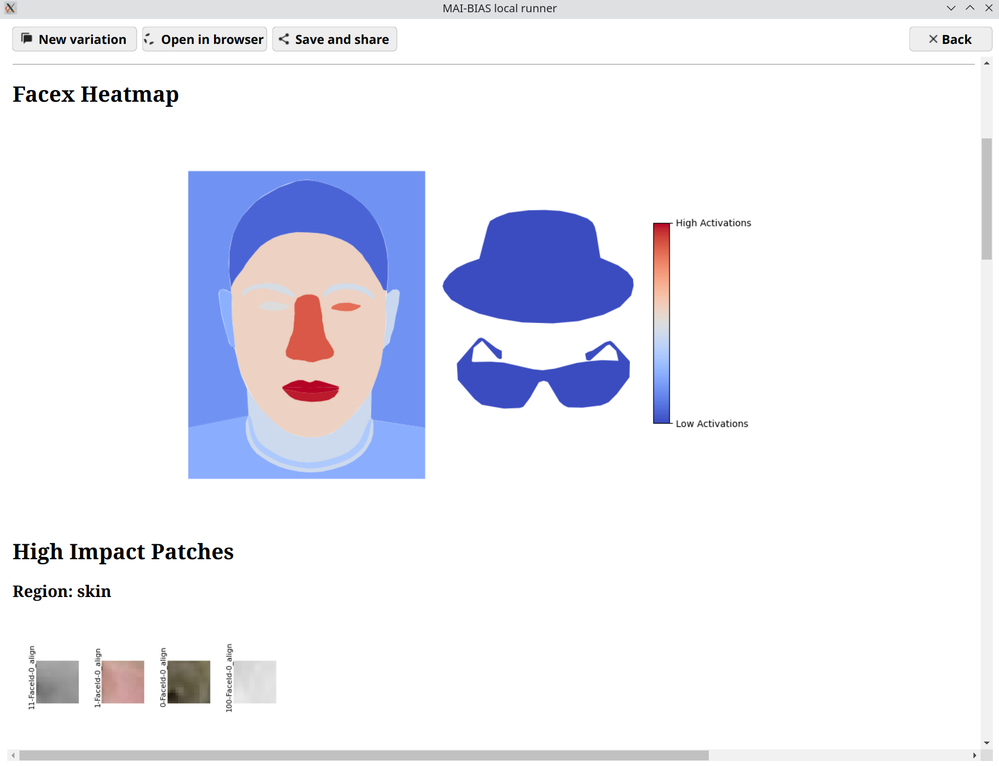 MAI-BIAS local runner
New variation
Open in browser
Save and share
Back
Facex Heatmap
High Activations
Low Activations
High Impact Patches
Region: skin
11-FaceId-0_align
1-FaceId-0_align
0-FaceId-0_align
100-FaceId-0_align